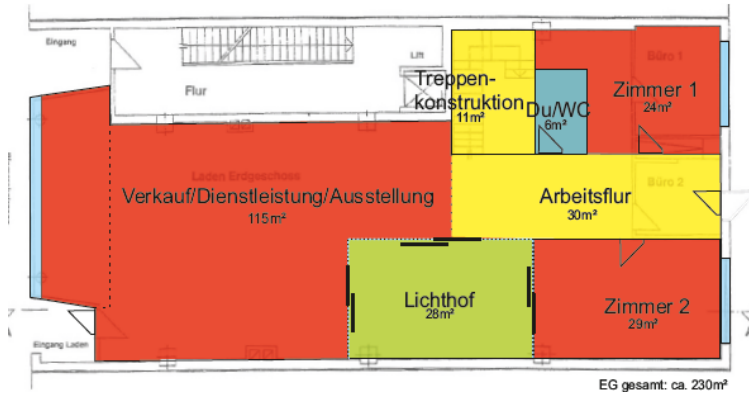 Eingang
Lift
Flur
Treppen-
konstruktion
11m²
Du/WC
6m²
Büro 1
Zimmer 1
24m²
Laden Erdgeschoss
Verkauf/Dienstleistung/Ausstellung
115m²
Büro 2
Arbeitsflur
30m²
Lichthof
28m²
Zimmer 2
29m²
Eingang Laden
EG gesamt: ca. 230m²